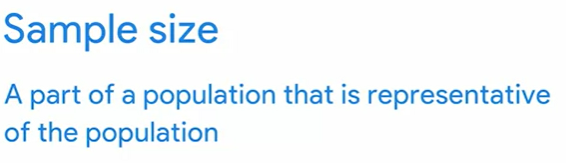 Sample size
A part of a population that is representative
of the population